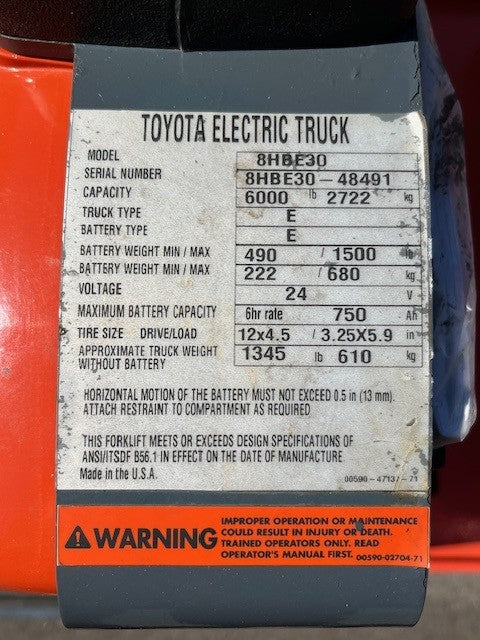 TOYOTA ELECTRIC TRUCK
MODEL 8HBE30
SERIAL NUMBER 8HBE30-48491
CAPACITY 6000 lb 2722 kg
TRUCK TYPE E
BATTERY TYPE E
BATTERY WEIGHT MIN / MAX 490 / 1500 lb
BATTERY WEIGHT MIN / MAX 222 / 680 kg
VOLTAGE 24 V
MAXIMUM BATTERY CAPACITY 6hr rate 750 Ah
TIRE SIZE DRIVE/LOAD 12x4.5 / 3.25X5.9 in
APPROXIMATE TRUCK WEIGHT 1345 lb 610 kg
WITHOUT BATTERY
HORIZONTAL MOTION OF THE BATTERY MUST NOT EXCEED 0.5 in (13 mm).
ATTACH RESTRAINT TO COMPARTMENT AS REQUIRED
THIS FORKLIFT MEETS OR EXCEEDS DESIGN SPECIFICATIONS OF
ANSI/ITSDF B56.1 IN EFFECT ON THE DATE OF MANUFACTURE.
Made in the U.S.A. 00590-47137-71
WARNING
IMPROPER OPERATION OR MAINTENANCE
COULD RESULT IN INJURY OR DEATH.
TRAINED OPERATORS ONLY. READ
OPERATOR'S MANUAL FIRST. 00590-02704-71